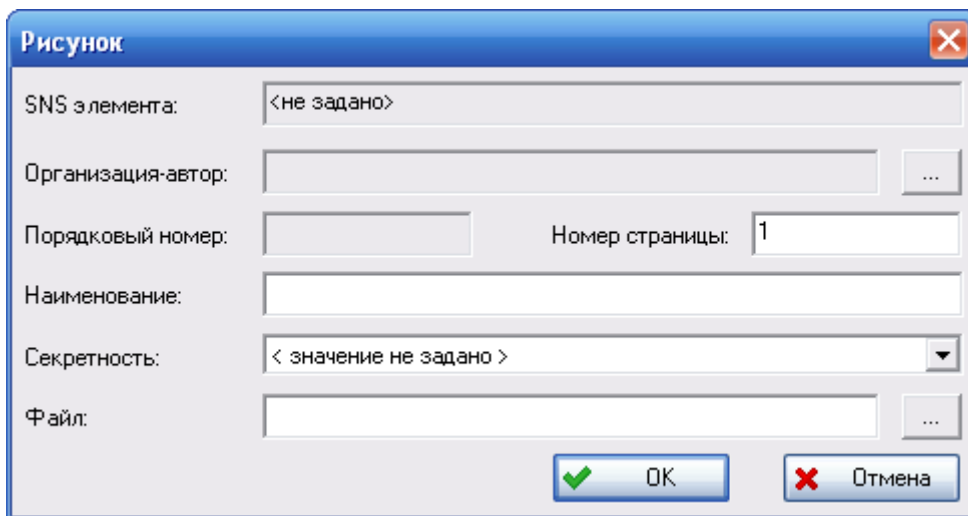 Рисунок
SNS элемента: <не задано>
Организация-автор: ...
Порядковый номер: Номер страницы: 1
Наименование:
Секретность: < значение не задано >
Файл: ...
OK Отмена